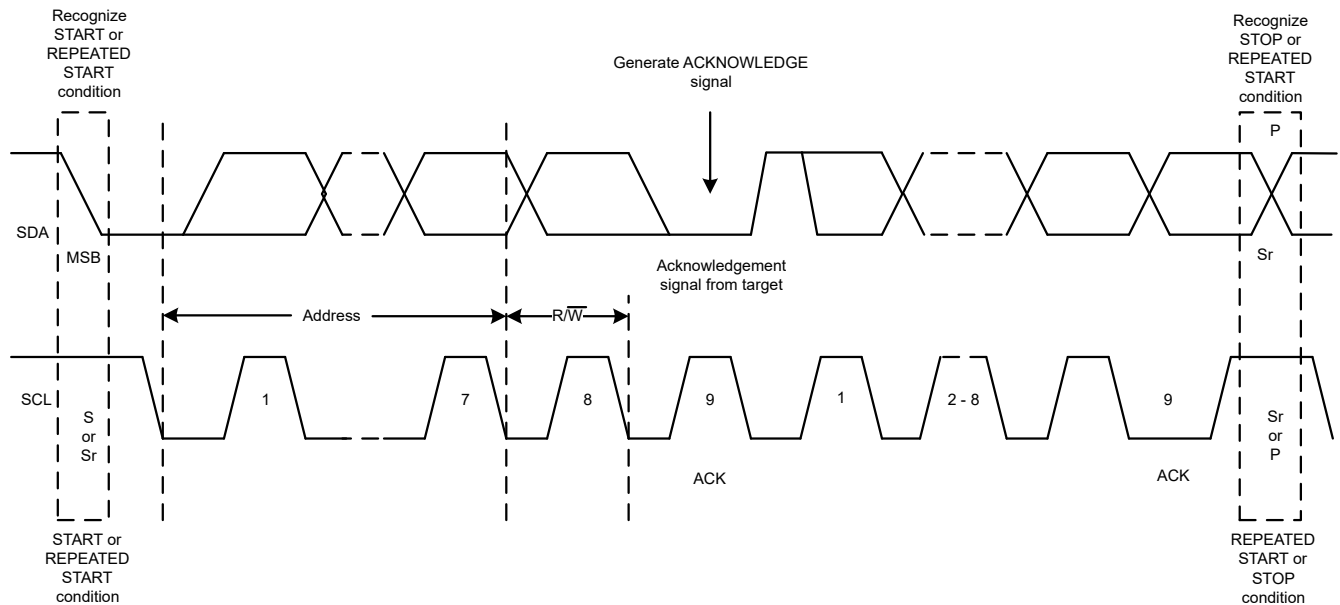 Recognize
START or
REPEATED
START
condition
Generate ACKNOWLEDGE
signal
Recognize
STOP or
REPEATED
START
condition
P
SDA
MSB
Acknowledgement
signal from target
Sr
Address
R/W̅
SCL
S
or
Sr
1
7
8
9
1
2 - 8
9
Sr
or
P
ACK
ACK
START or
REPEATED
START
condition
REPEATED
START or
STOP
condition